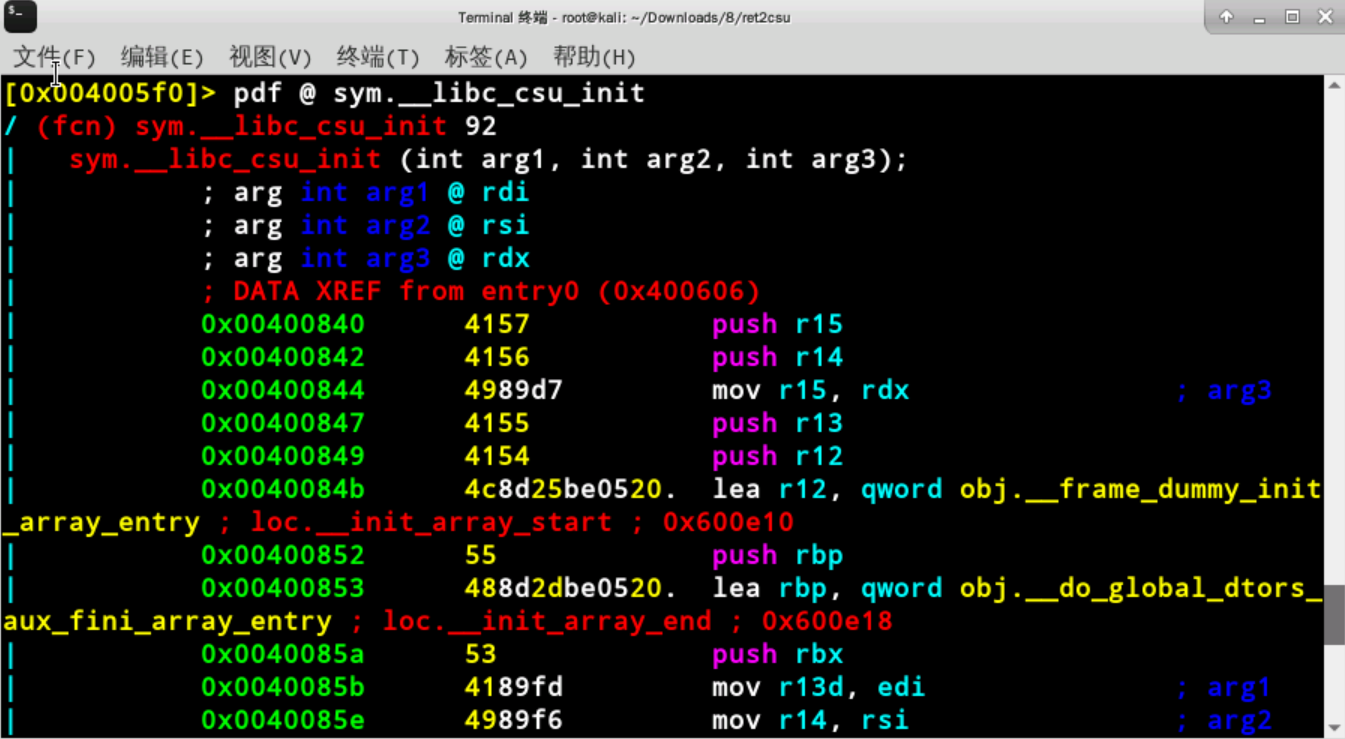 $_
Terminal 终端 - root@kali: ~/Downloads/8/ret2csu
文件(F) 编辑(E) 视图(V) 终端(T) 标签(A) 帮助(H)
[0x004005f0]> pdf @ sym.__libc_csu_init
/ (fcn) sym.__libc_csu_init 92
|   sym.__libc_csu_init (int arg1, int arg2, int arg3);
|           ; arg int arg1 @ rdi
|           ; arg int arg2 @ rsi
|           ; arg int arg3 @ rdx
|           ; DATA XREF from entry0 (0x400606)
|           0x00400840      4157           push r15
|           0x00400842      4156           push r14
|           0x00400844      4989d7         mov r15, rdx                ; arg3
|           0x00400847      4155           push r13
|           0x00400849      4154           push r12
|           0x0040084b      4c8d25be0520.  lea r12, qword obj.__frame_dummy_init
_array_entry ; loc.__init_array_start ; 0x600e10
|           0x00400852      55             push rbp
|           0x00400853      488d2dbe0520.  lea rbp, qword obj.__do_global_dtors_
aux_fini_array_entry ; loc.__init_array_end ; 0x600e18
|           0x0040085a      53             push rbx
|           0x0040085b      4189fd         mov r13d, edi               ; arg1
|           0x0040085e      4989f6         mov r14, rsi                ; arg2